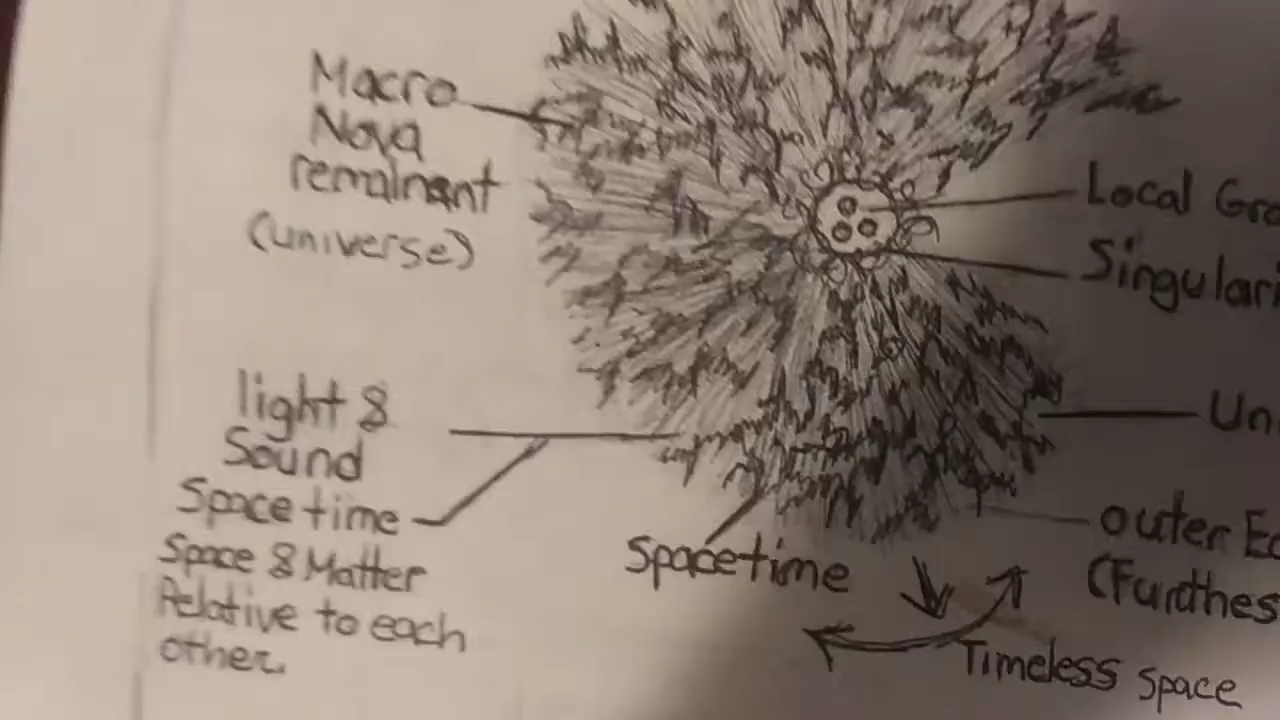 Macro
Nova
remainant
(universe)
light &
Sound
Space time
Space & Matter
Relative to each
other.
Spacetime
Local Gro
Singulari
Un
outer Ed
(Furthes
Timeless space